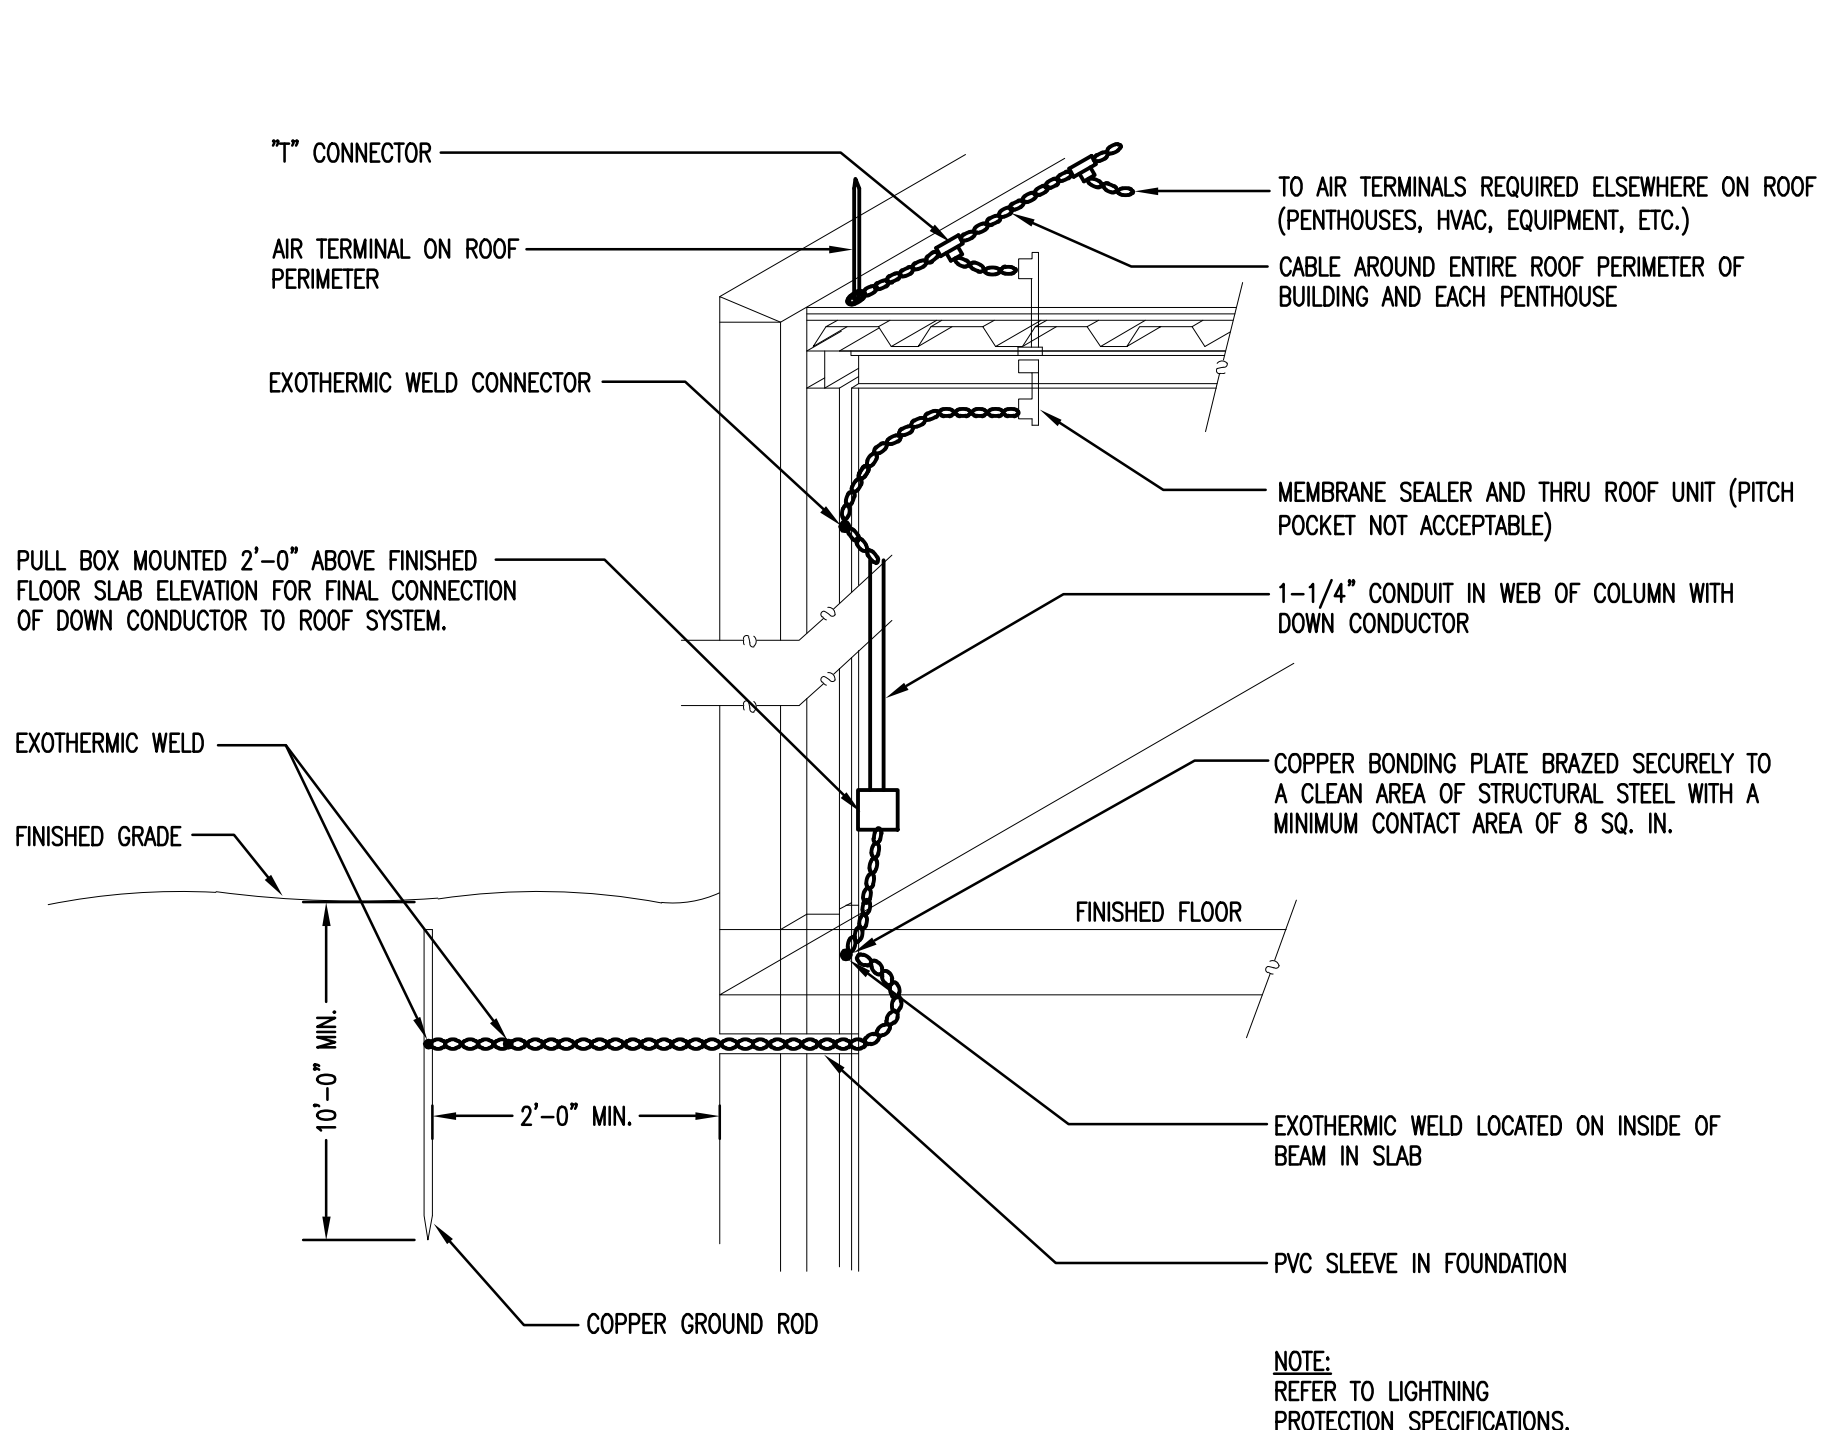 "T" CONNECTOR
AIR TERMINAL ON ROOF
PERIMETER
TO AIR TERMINALS REQUIRED ELSEWHERE ON ROOF
(PENTHOUSES, HVAC, EQUIPMENT, ETC.)
CABLE AROUND ENTIRE ROOF PERIMETER OF
BUILDING AND EACH PENTHOUSE
EXOTHERMIC WELD CONNECTOR
MEMBRANE SEALER AND THRU ROOF UNIT (PITCH
POCKET NOT ACCEPTABLE)
PULL BOX MOUNTED 2'-0" ABOVE FINISHED
FLOOR SLAB ELEVATION FOR FINAL CONNECTION
OF DOWN CONDUCTOR TO ROOF SYSTEM.
1-1/4" CONDUIT IN WEB OF COLUMN WITH
DOWN CONDUCTOR
EXOTHERMIC WELD
COPPER BONDING PLATE BRAZED SECURELY TO
A CLEAN AREA OF STRUCTURAL STEEL WITH A
MINIMUM CONTACT AREA OF 8 SQ. IN.
FINISHED GRADE
FINISHED FLOOR
10'-0" MIN.
2'-0" MIN.
EXOTHERMIC WELD LOCATED ON INSIDE OF
BEAM IN SLAB
PVC SLEEVE IN FOUNDATION
COPPER GROUND ROD
NOTE:
REFER TO LIGHTNING
PROTECTION SPECIFICATIONS.